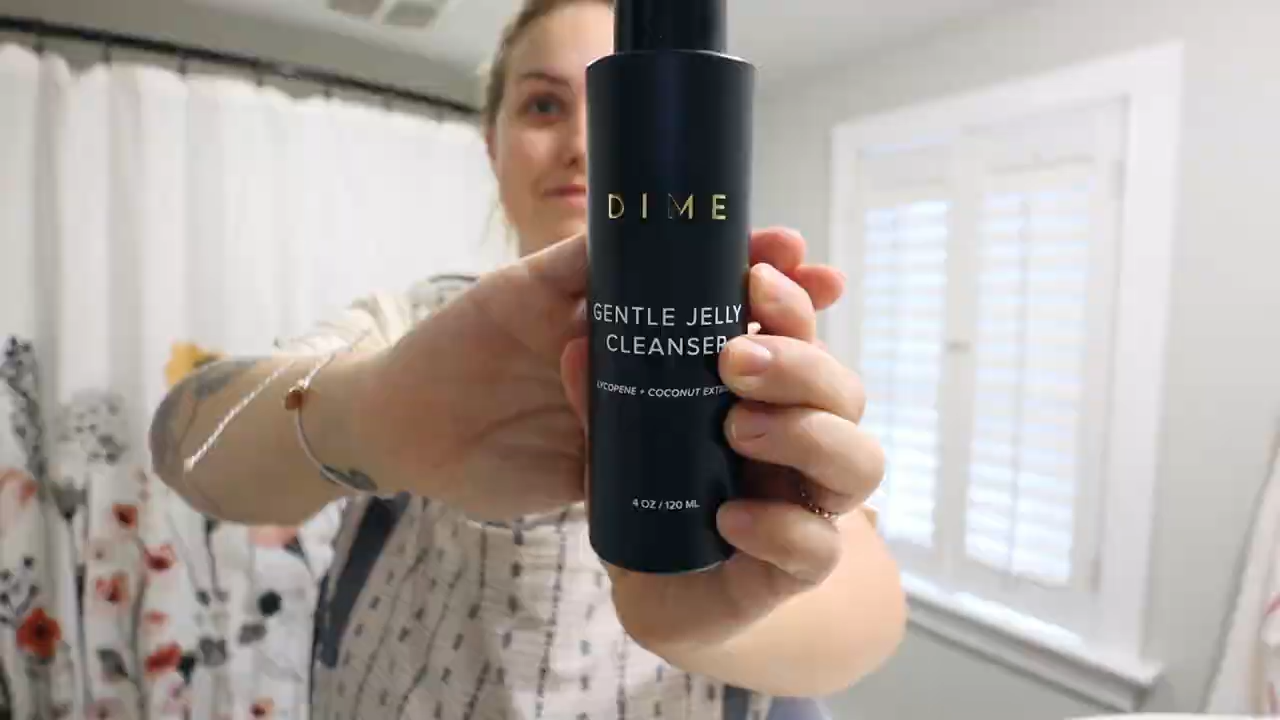 DIME
GENTLE JELLY
CLEANSER
LYCOPENE + COCONUT
4 OZ / 120 ML